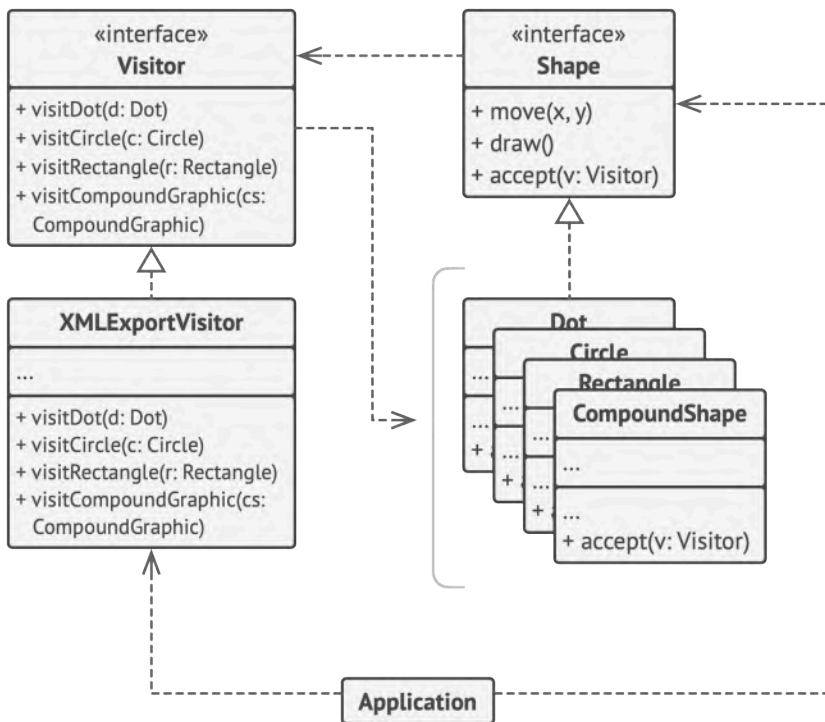 «interface»
Visitor
+ visitDot(d: Dot)
+ visitCircle(c: Circle)
+ visitRectangle(r: Rectangle)
+ visitCompoundGraphic(cs:
CompoundGraphic)
«interface»
Shape
+ move(x, y)
+ draw()
+ accept(v: Visitor)
XMLExportVisitor
...
+ visitDot(d: Dot)
+ visitCircle(c: Circle)
+ visitRectangle(r: Rectangle)
+ visitCompoundGraphic(cs:
CompoundGraphic)
Dot
...
...
+
Circle
...
...
+
Rectangle
...
...
+
CompoundShape
...
...
+ accept(v: Visitor)
Application